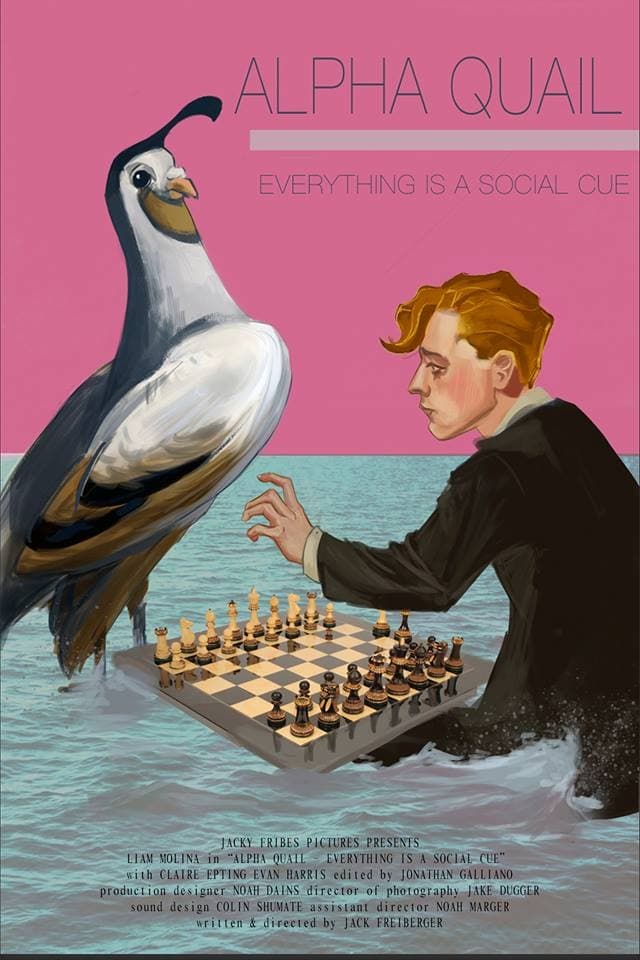 ALPHA QUAIL
EVERYTHING IS A SOCIAL CUE
JACKY FRIBES PICTURES PRESENTS
LIAM MOLINA in "ALPHA QUAIL - EVERYTHING IS A SOCIAL CUE"
with CLAIRE EPTING EVAN HARRIS edited by JONATHAN GALLIANO
production designer NOAH DAINS director of photography JAKE DUGGER
sound design COLIN SHUMATE assistant director NOAH MARGER
written & directed by JACK FREIBERGER